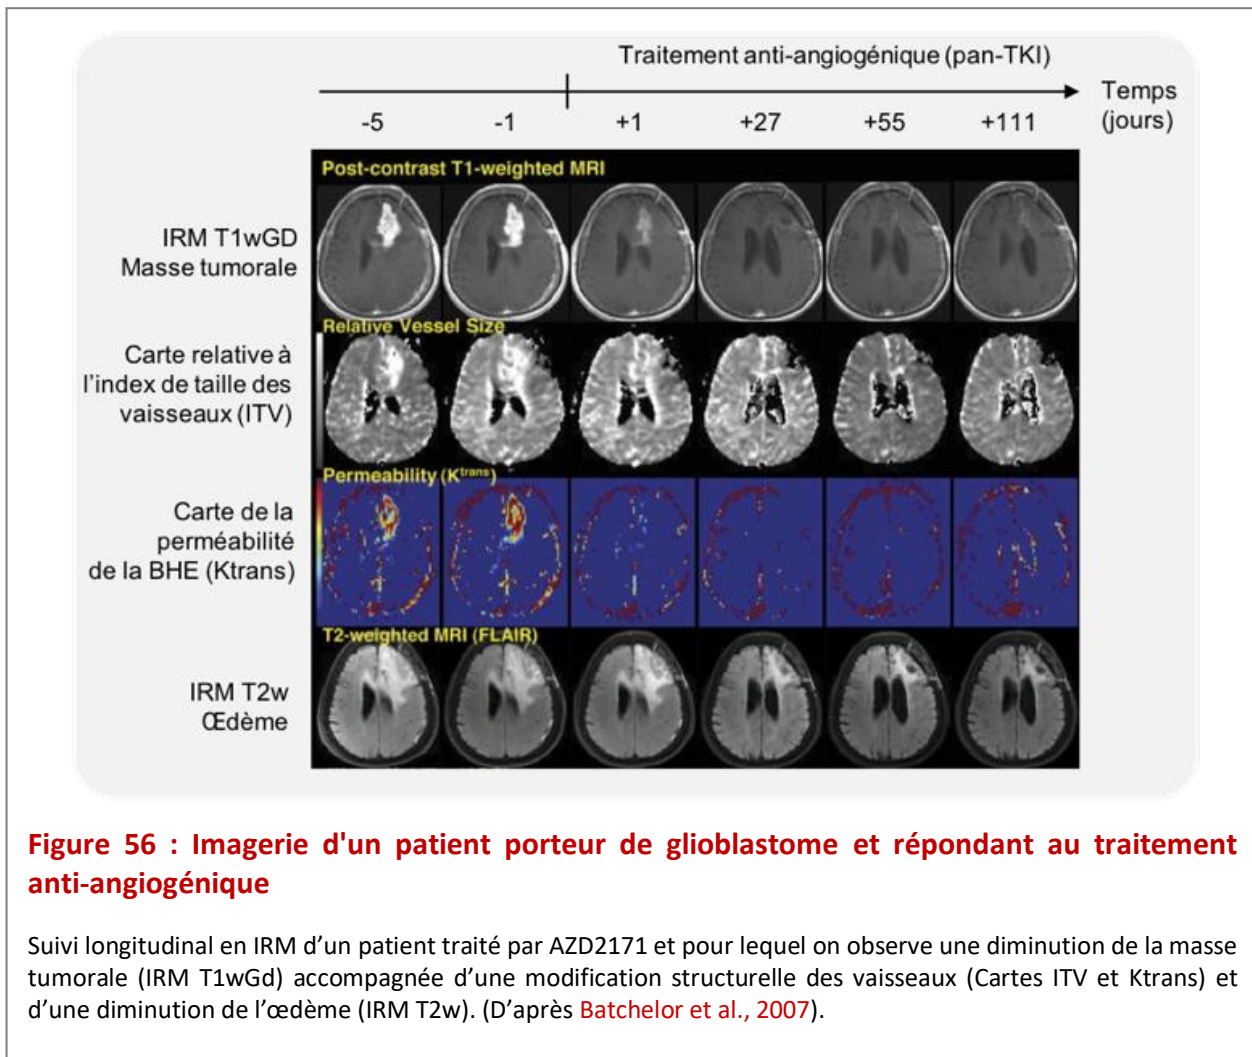 Traitement anti-angiogénique (pan-TKI)
Temps
(jours)
-5 -1 +1 +27 +55 +111
Post-contrast T1-weighted MRI
IRM T1wGD
Masse tumorale
Relative Vessel Size
Carte relative à
l'index de taille des
vaisseaux (ITV)
Permeability (Ktrans)
Carte de la
perméabilité
de la BHE (Ktrans)
T2-weighted MRI (FLAIR)
IRM T2w
Œdème
Figure 56 : Imagerie d'un patient porteur de glioblastome et répondant au traitement
anti-angiogénique
Suivi longitudinal en IRM d’un patient traité par AZD2171 et pour lequel on observe une diminution de la masse
tumorale (IRM T1wGd) accompagnée d’une modification structurelle des vaisseaux (Cartes ITV et Ktrans) et
d’une diminution de l’œdème (IRM T2w). (D’après Batchelor et al., 2007).